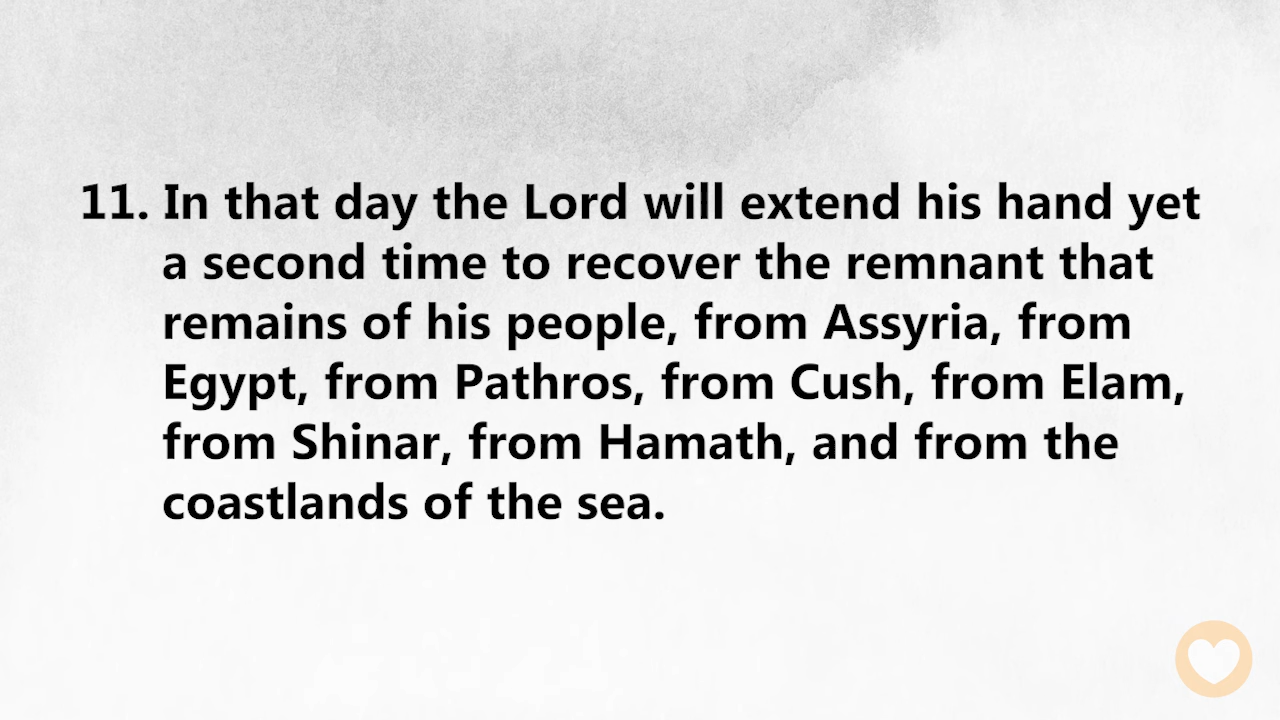 11. In that day the Lord will extend his hand yet
a second time to recover the remnant that
remains of his people, from Assyria, from
Egypt, from Pathros, from Cush, from Elam,
from Shinar, from Hamath, and from the
coastlands of the sea.